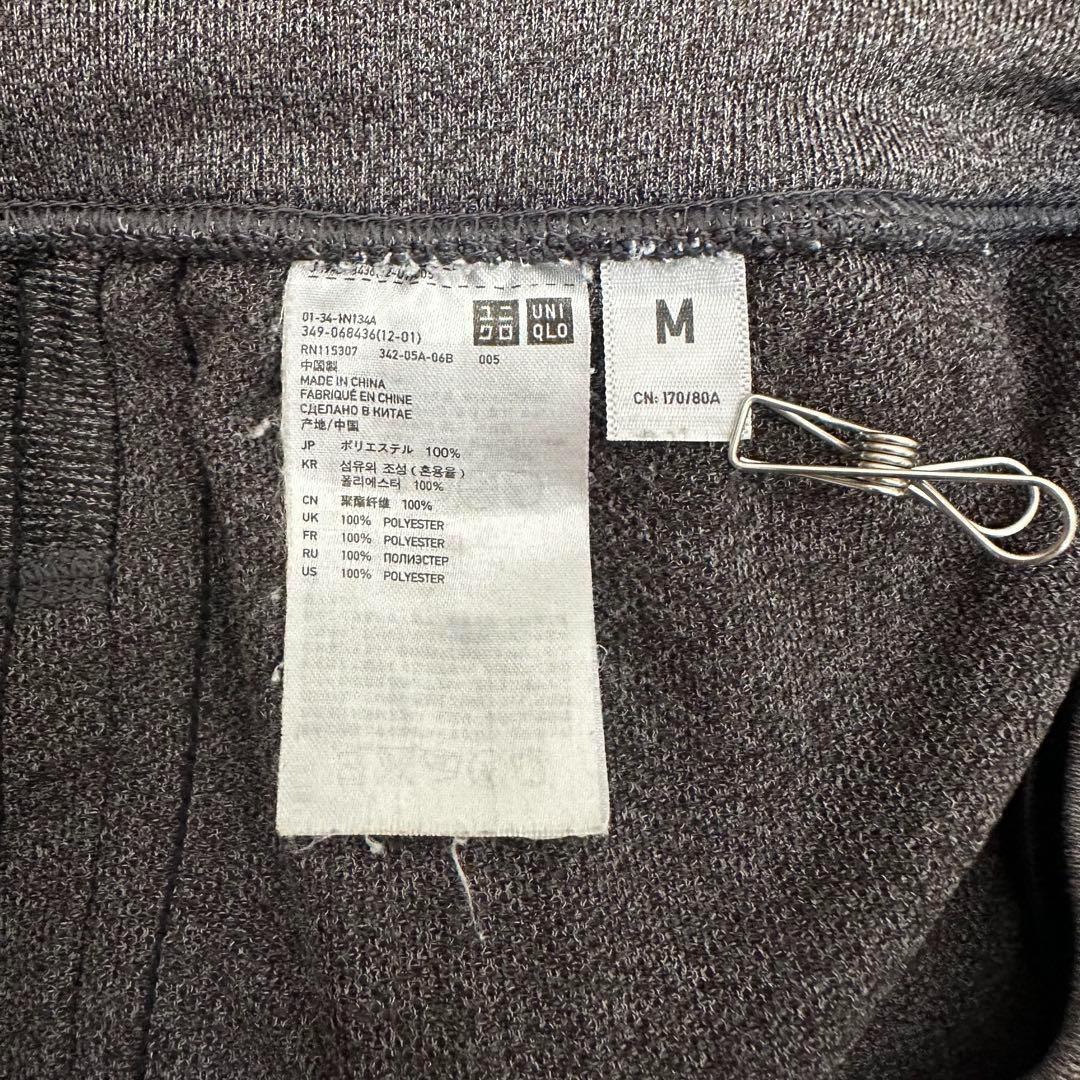 ユニ
クロ
UNI
QLO
01-34-1N134A
349-068436(12-01)
RN115307 342-05A-06B 005
中国製
MADE IN CHINA
FABRIQUÉ EN CHINE
СДЕЛАНО В КИТАЕ
产地/中国
JP ポリエステル 100%
KR 섬유의 조성 (혼용율)
폴리에스터 100%
CN 聚酯纤维 100%
UK 100% POLYESTER
FR 100% POLYESTER
RU 100% ПОЛИЭСТЕР
US 100% POLYESTER
M
CN: 170/80A